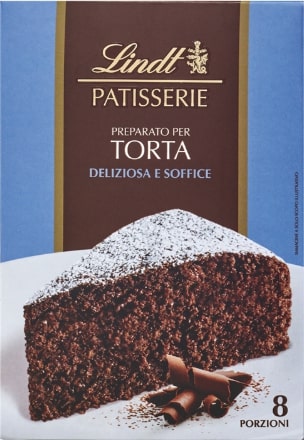 Lindt
PATISSERIE
PREPARATO PER
TORTA
DELIZIOSA E SOFFICE
8
PORZIONI